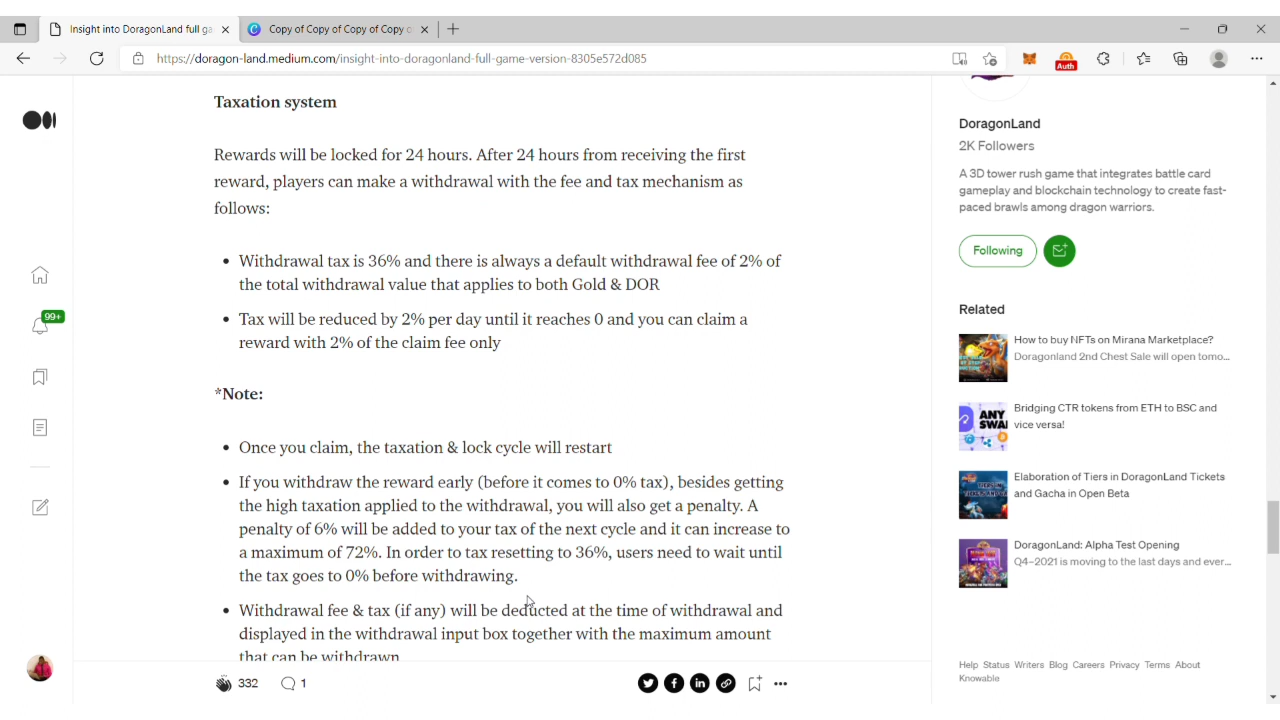 Insight into DoragonLand full ga
Copy of Copy of Copy of Copy o
https://doragon-land.medium.com/insight-into-doragonland-full-game-version-8305e572d085
Auth
99+
Taxation system
Rewards will be locked for 24 hours. After 24 hours from receiving the first
reward, players can make a withdrawal with the fee and tax mechanism as
follows:
• Withdrawal tax is 36% and there is always a default withdrawal fee of 2% of
the total withdrawal value that applies to both Gold & DOR
• Tax will be reduced by 2% per day until it reaches 0 and you can claim a
reward with 2% of the claim fee only
*Note:
• Once you claim, the taxation & lock cycle will restart
• If you withdraw the reward early (before it comes to 0% tax), besides getting
the high taxation applied to the withdrawal, you will also get a penalty. A
penalty of 6% will be added to your tax of the next cycle and it can increase to
a maximum of 72%. In order to tax resetting to 36%, users need to wait until
the tax goes to 0% before withdrawing.
• Withdrawal fee & tax (if any) will be deducted at the time of withdrawal and
displayed in the withdrawal input box together with the maximum amount
that can be withdrawn
332
1
DoragonLand
2K Followers
A 3D tower rush game that integrates battle card
gameplay and blockchain technology to create fast-
paced brawls among dragon warriors.
Following
Related
How to buy NFTs on Mirana Marketplace?
Doragonland 2nd Chest Sale will open tomo...
ANY
SWA
Bridging CTR tokens from ETH to BSC and
vice versa!
Elaboration of Tiers in DoragonLand Tickets
and Gacha in Open Beta
DoragonLand: Alpha Test Opening
Q4–2021 is moving to the last days and ever...
Help Status Writers Blog Careers Privacy Terms About
Knowable